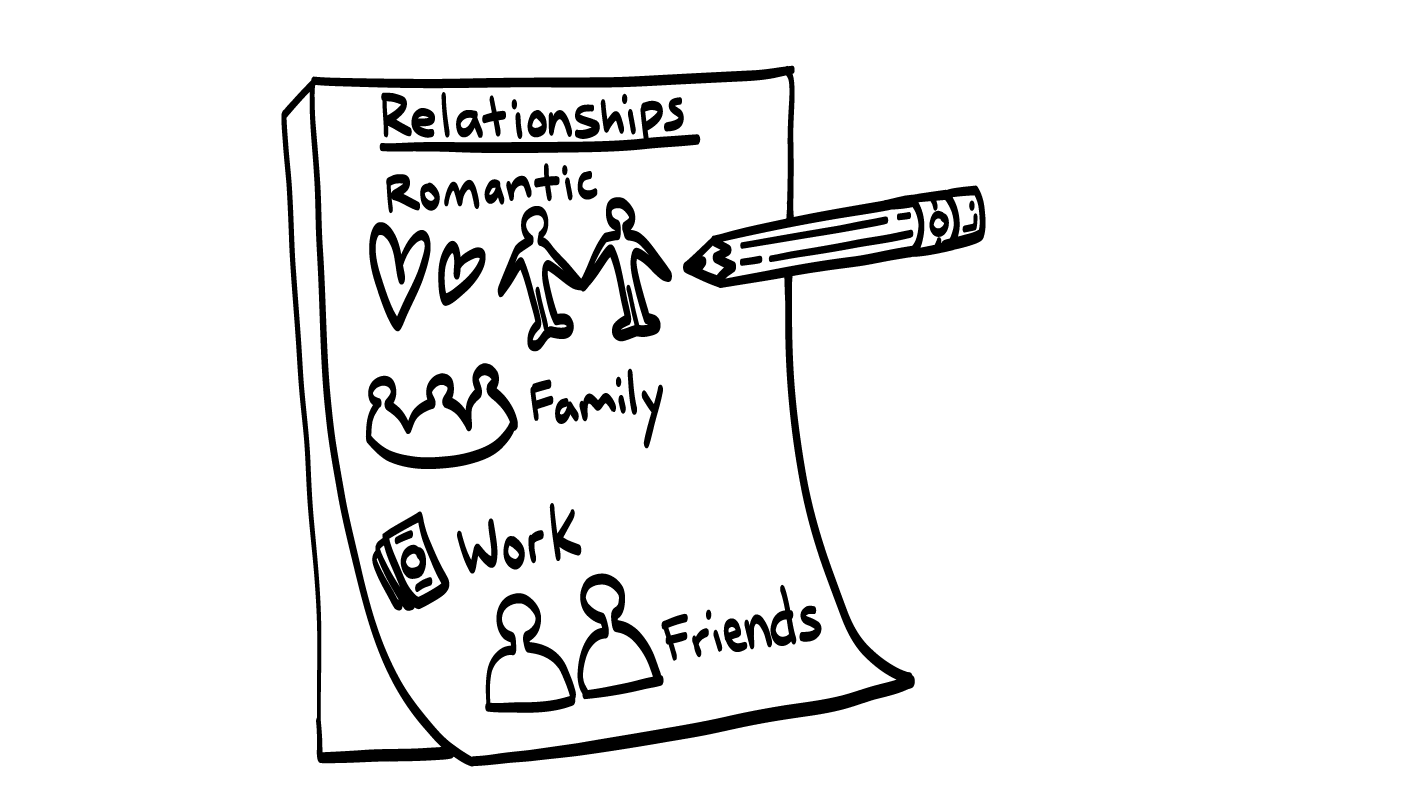 Relationships
Romantic
Family
Work
Friends